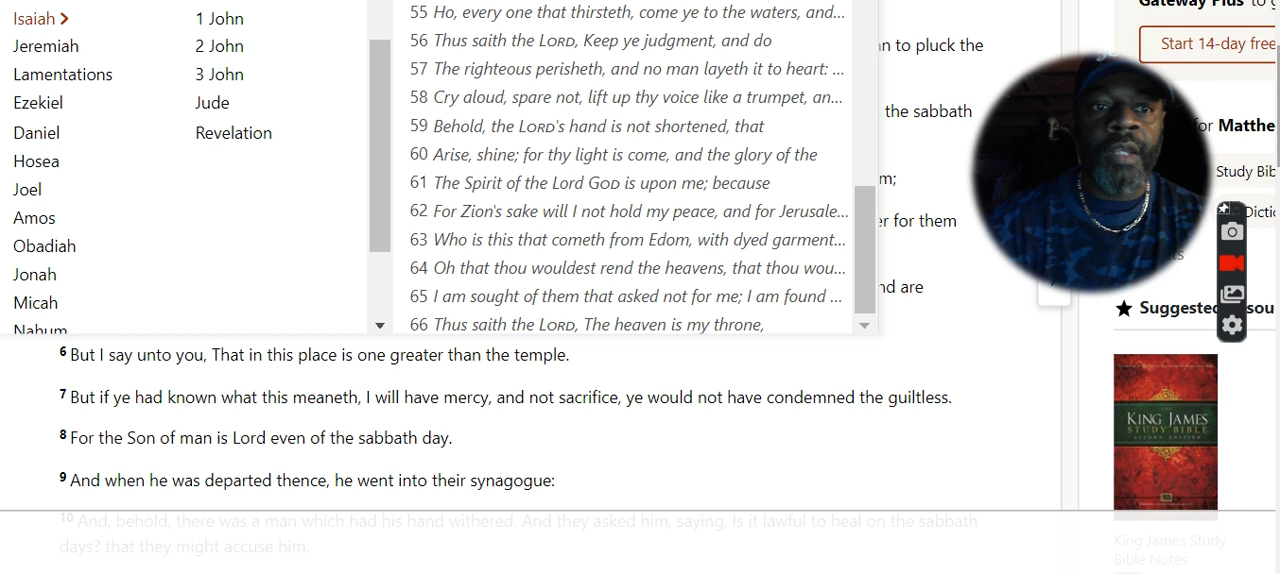 Isaiah
Jeremiah
Lamentations
Ezekiel
Daniel
Hosea
Joel
Amos
Obadiah
Jonah
Micah
Nahum
1 John
2 John
3 John
Jude
Revelation
55 Ho, every one that thirsteth, come ye to the waters, and...
56 Thus saith the LORD, Keep ye judgment, and do
57 The righteous perisheth, and no man layeth it to heart: ...
58 Cry aloud, spare not, lift up thy voice like a trumpet, an...
59 Behold, the LORD's hand is not shortened, that
60 Arise, shine; for thy light is come, and the glory of the
61 The Spirit of the Lord GOD is upon me; because
62 For Zion's sake will I not hold my peace, and for Jerusale...
63 Who is this that cometh from Edom, with dyed garment...
64 Oh that thou wouldest rend the heavens, that thou wou...
65 I am sought of them that asked not for me; I am found ...
66 Thus saith the LORD, The heaven is my throne,
to pluck the
the sabbath
for them
are
6 But I say unto you, That in this place is one greater than the temple.
7 But if ye had known what this meaneth, I will have mercy, and not sacrifice, ye would not have condemned the guiltless.
8 For the Son of man is Lord even of the sabbath day.
9 And when he was departed thence, he went into their synagogue:
10 And, behold, there was a man which had his hand withered. And they asked him, saying, Is it lawful to heal on the sabbath
days? that they might accuse him.
Gateway Plus to
Start 14-day free
for Matthe
Study Bib
Dictio
Suggested
KING JAMES
STUDY BIBLE
SECOND EDITION
King James Study
Bible Notes